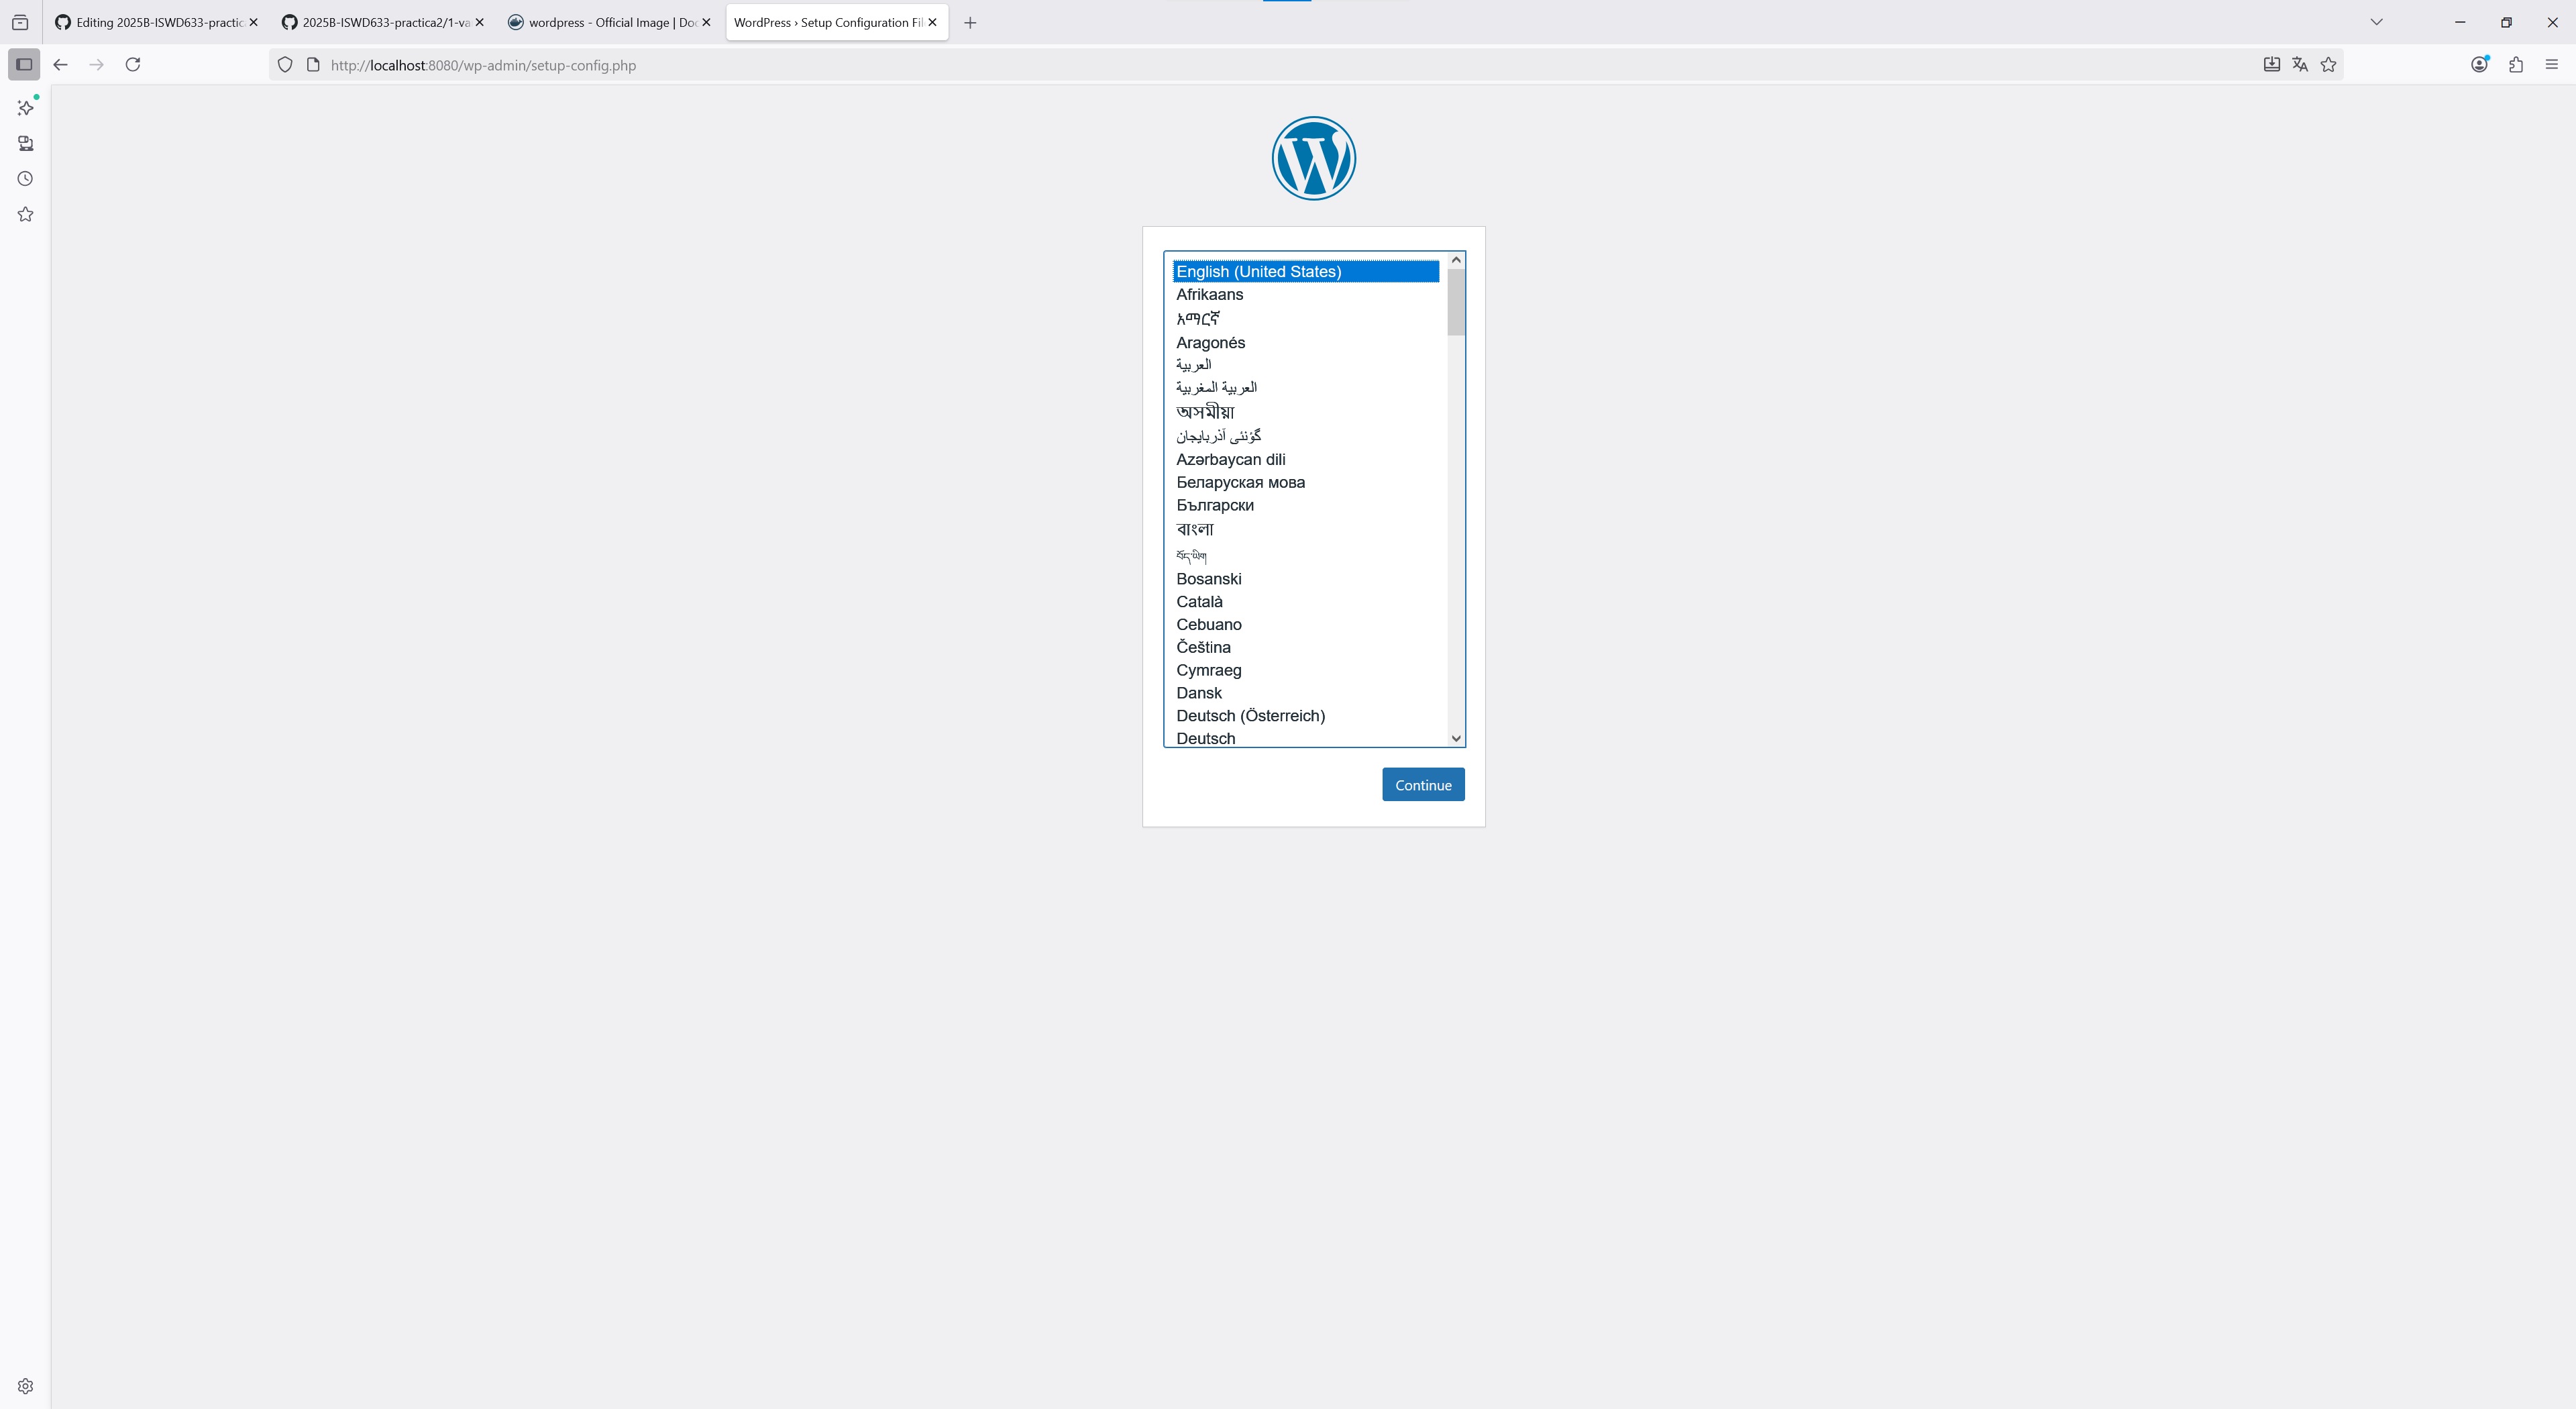 Editing 2025B-ISWD633-practic
2025B-ISWD633-practica2/1-va
wordpress - Official Image | Doc
WordPress › Setup Configuration Fil
http://localhost:8080/wp-admin/setup-config.php
English (United States)
Afrikaans
አማርኛ
Aragonés
العربية
العربية المغربية
অসমীয়া
گؤنئی آذربایجان
Azərbaycan dili
Беларуская мова
Български
বাংলা
བོད་ཡིག
Bosanski
Català
Cebuano
Čeština
Cymraeg
Dansk
Deutsch (Österreich)
Deutsch
Continue